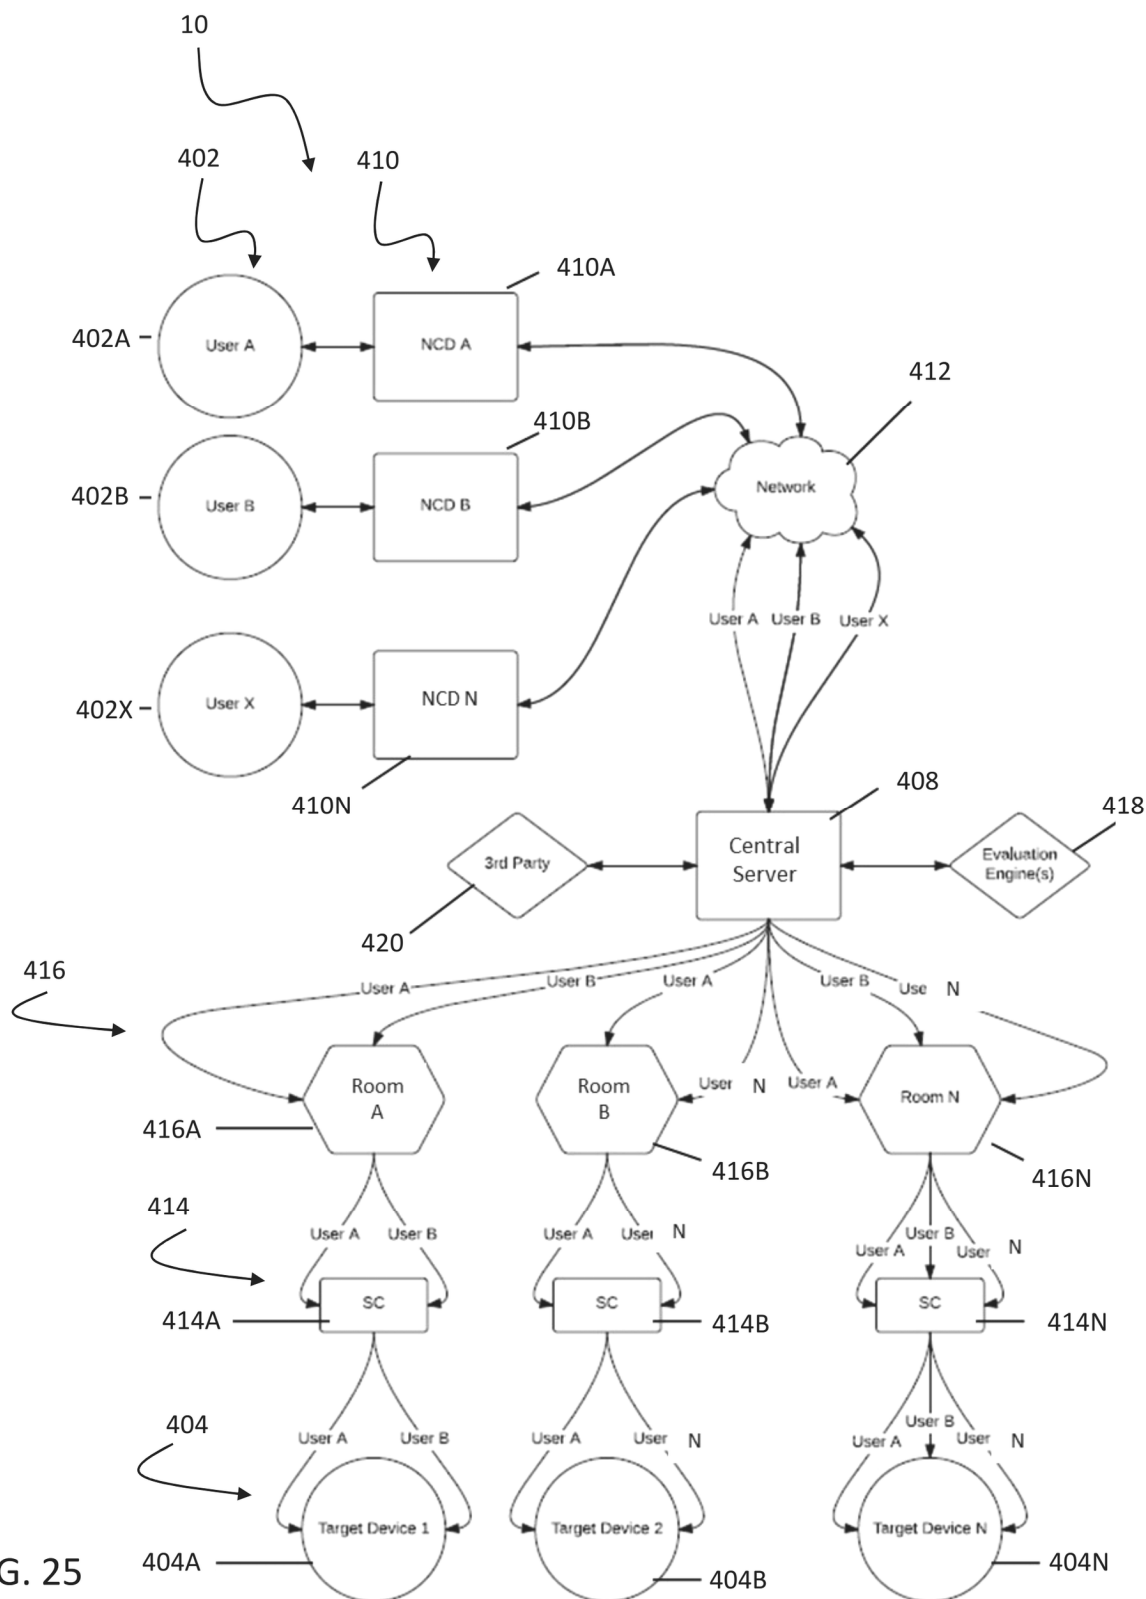 10
402
410
410A
402A
User A
NCD A
412
410B
402B
User B
NCD B
Network
User A
User B
User X
402X
User X
NCD N
410N
408
418
3rd Party
Central
Server
Evaluation
Engine(s)
420
416
User A
User B
User A
User B
Use N
User N
User A
Room
A
Room
B
Room N
416A
416B
416N
414
User A
User B
User A
User N
User A
User B
User N
SC
SC
SC
414A
414B
414N
404
User A
User B
User A
User N
User A
User B
User N
Target Device 1
Target Device 2
Target Device N
G. 25
404A
404B
404N